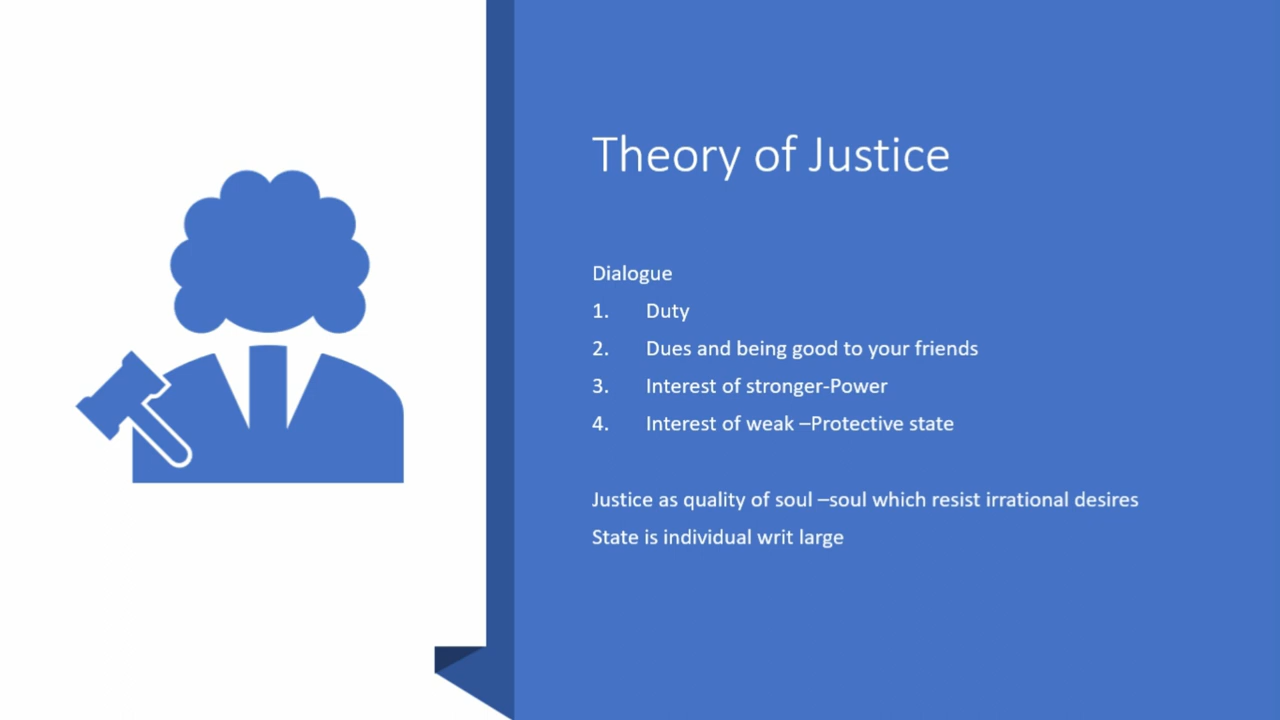 Theory of Justice
Dialogue
1. Duty
2. Dues and being good to your friends
3. Interest of stronger-Power
4. Interest of weak –Protective state
Justice as quality of soul –soul which resist irrational desires
State is individual writ large